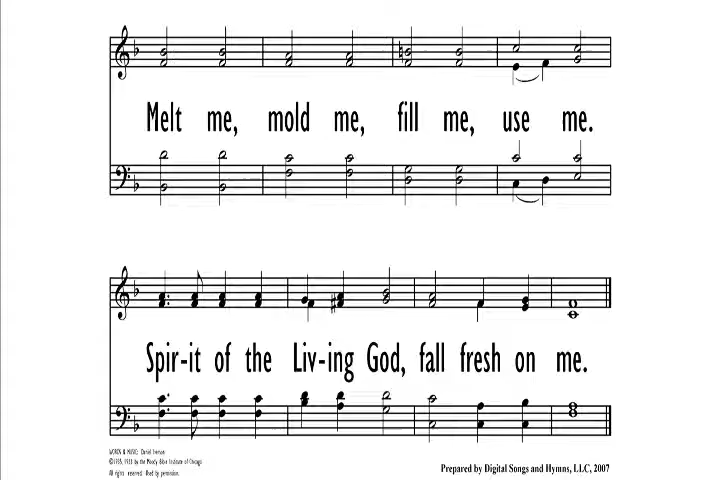 Melt me, mold me, fill me, use me.
Spir-it of the Liv-ing God, fall fresh on me.
WORDS & MUSIC: Daniel Iverson
©1935, 1963 by the Moody Bible Institute of Chicago
All rights reserved. Used by permission.
Prepared by Digital Songs and Hymns, LLC, 2007